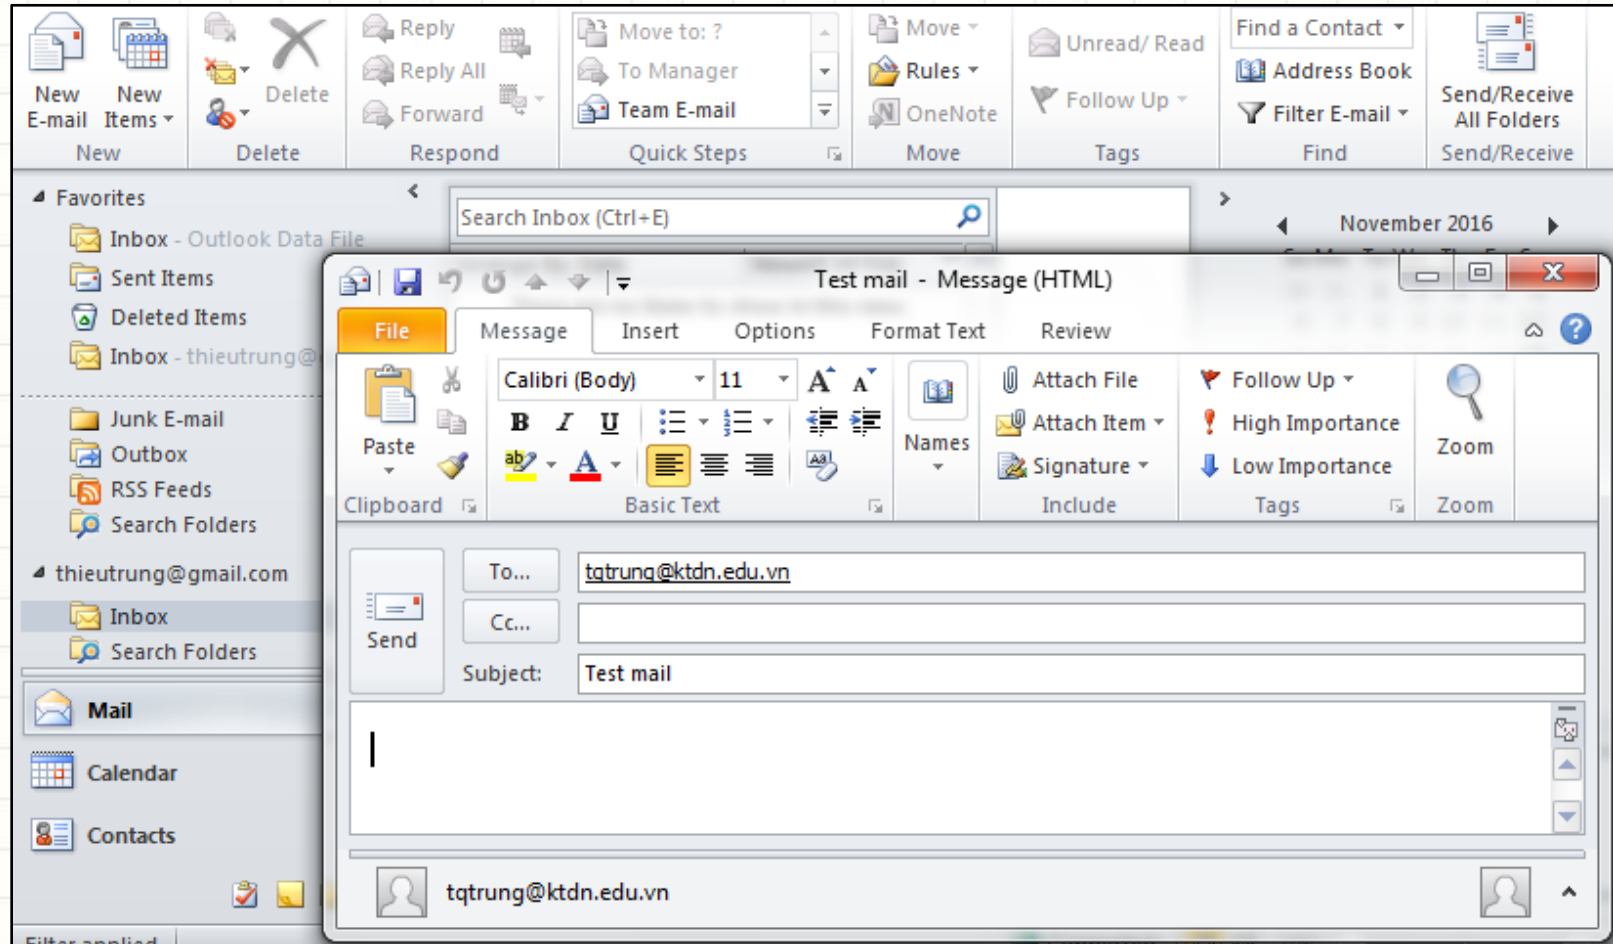 Reply
Move to: ?
Move
Find a Contact
Unread/ Read
Reply All
To Manager
Rules
Address Book
New E-mail
New Items
Delete
Forward
Team E-mail
OneNote
Follow Up
Filter E-mail
Send/Receive All Folders
New
Delete
Respond
Quick Steps
Move
Tags
Find
Send/Receive
Favorites
Search Inbox (Ctrl+E)
November 2016
Inbox - Outlook Data File
Sent Items
Deleted Items
Inbox - thieutrung@
Junk E-mail
Outbox
RSS Feeds
Search Folders
thieutrung@gmail.com
Inbox
Search Folders
Mail
Calendar
Contacts
Test mail - Message (HTML)
File
Message
Insert
Options
Format Text
Review
Calibri (Body)
11
Attach File
Follow Up
B I U
Attach Item
High Importance
Paste
Names
Zoom
Signature
Low Importance
Clipboard
Basic Text
Include
Tags
Zoom
To...
tqtrung@ktdn.edu.vn
Cc...
Send
Subject:
Test mail
tqtrung@ktdn.edu.vn